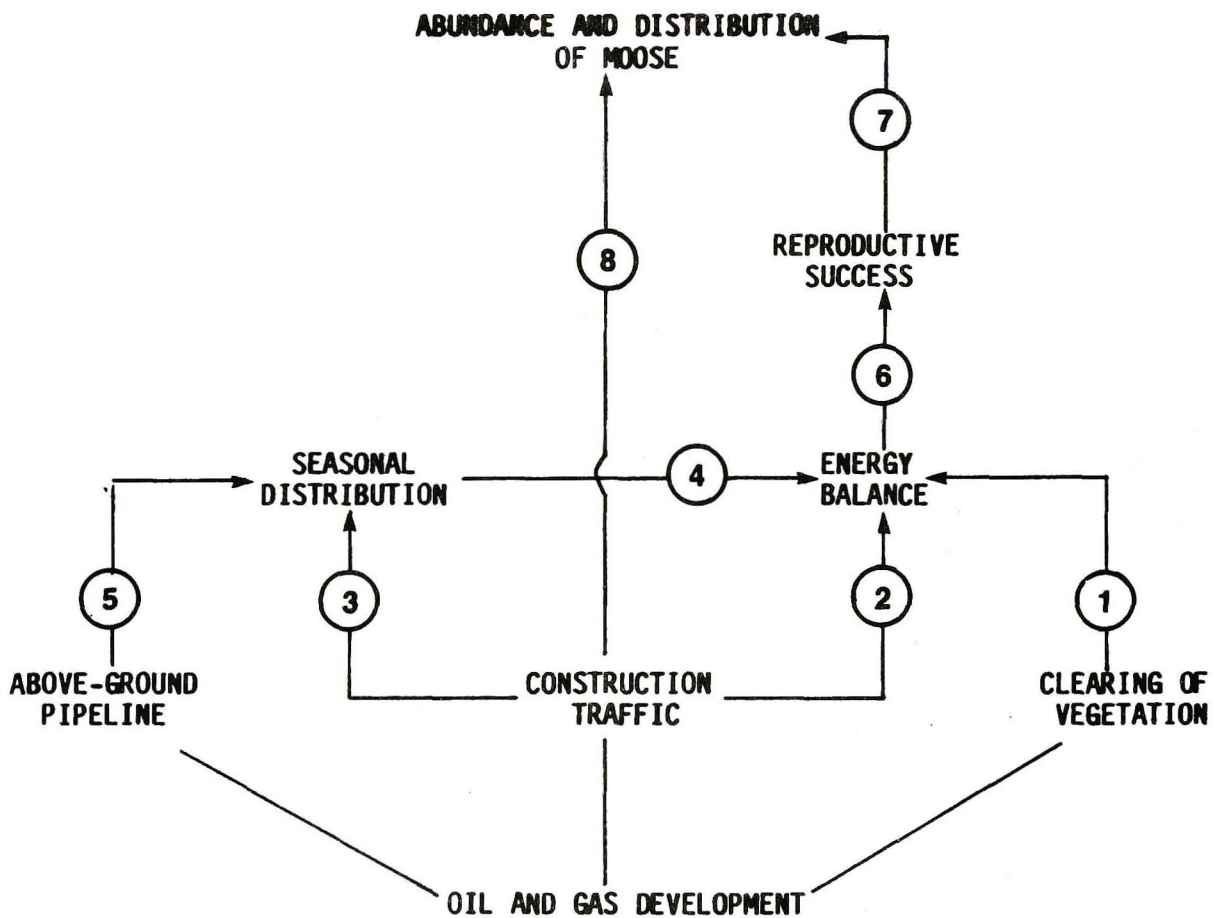 ABUNDANCE AND DISTRIBUTION
OF MOOSE
7
8
REPRODUCTIVE
SUCCESS
6
SEASONAL
DISTRIBUTION
4
ENERGY
BALANCE
5
3
2
1
ABOVE-GROUND
PIPELINE
CONSTRUCTION
TRAFFIC
CLEARING OF
VEGETATION
OIL AND GAS DEVELOPMENT